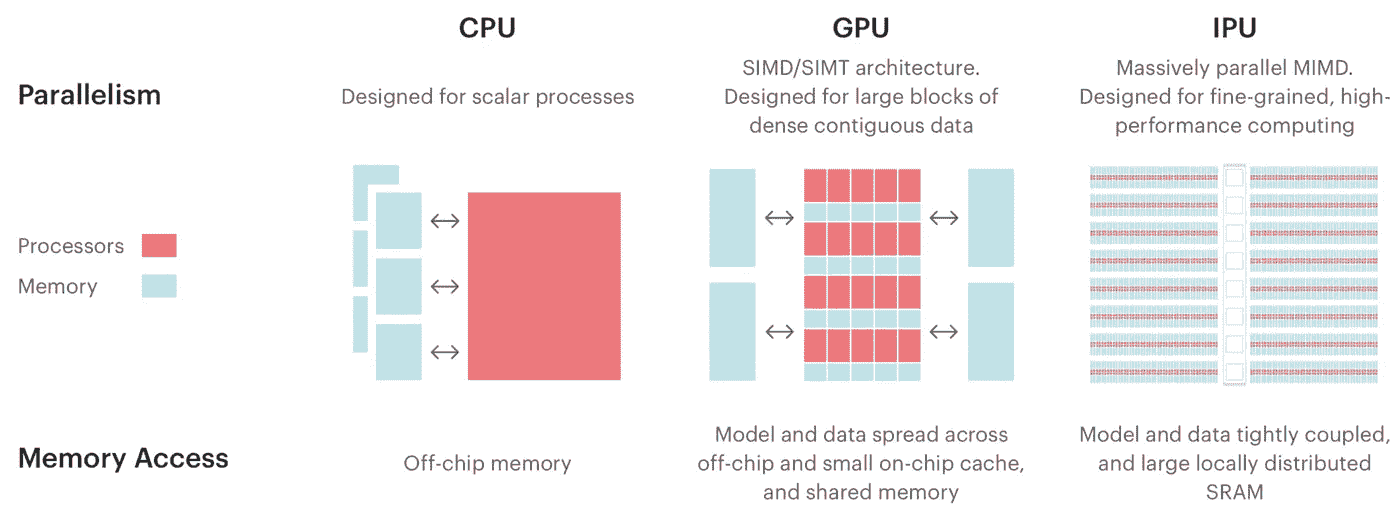 CPU
GPU
IPU
Parallelism
Designed for scalar processes
SIMD/SIMT architecture.
Designed for large blocks of
dense contiguous data
Massively parallel MIMD.
Designed for fine-grained, high-
performance computing
Processors
Memory
Memory Access
Off-chip memory
Model and data spread across
off-chip and small on-chip cache,
and shared memory
Model and data tightly coupled,
and large locally distributed
SRAM